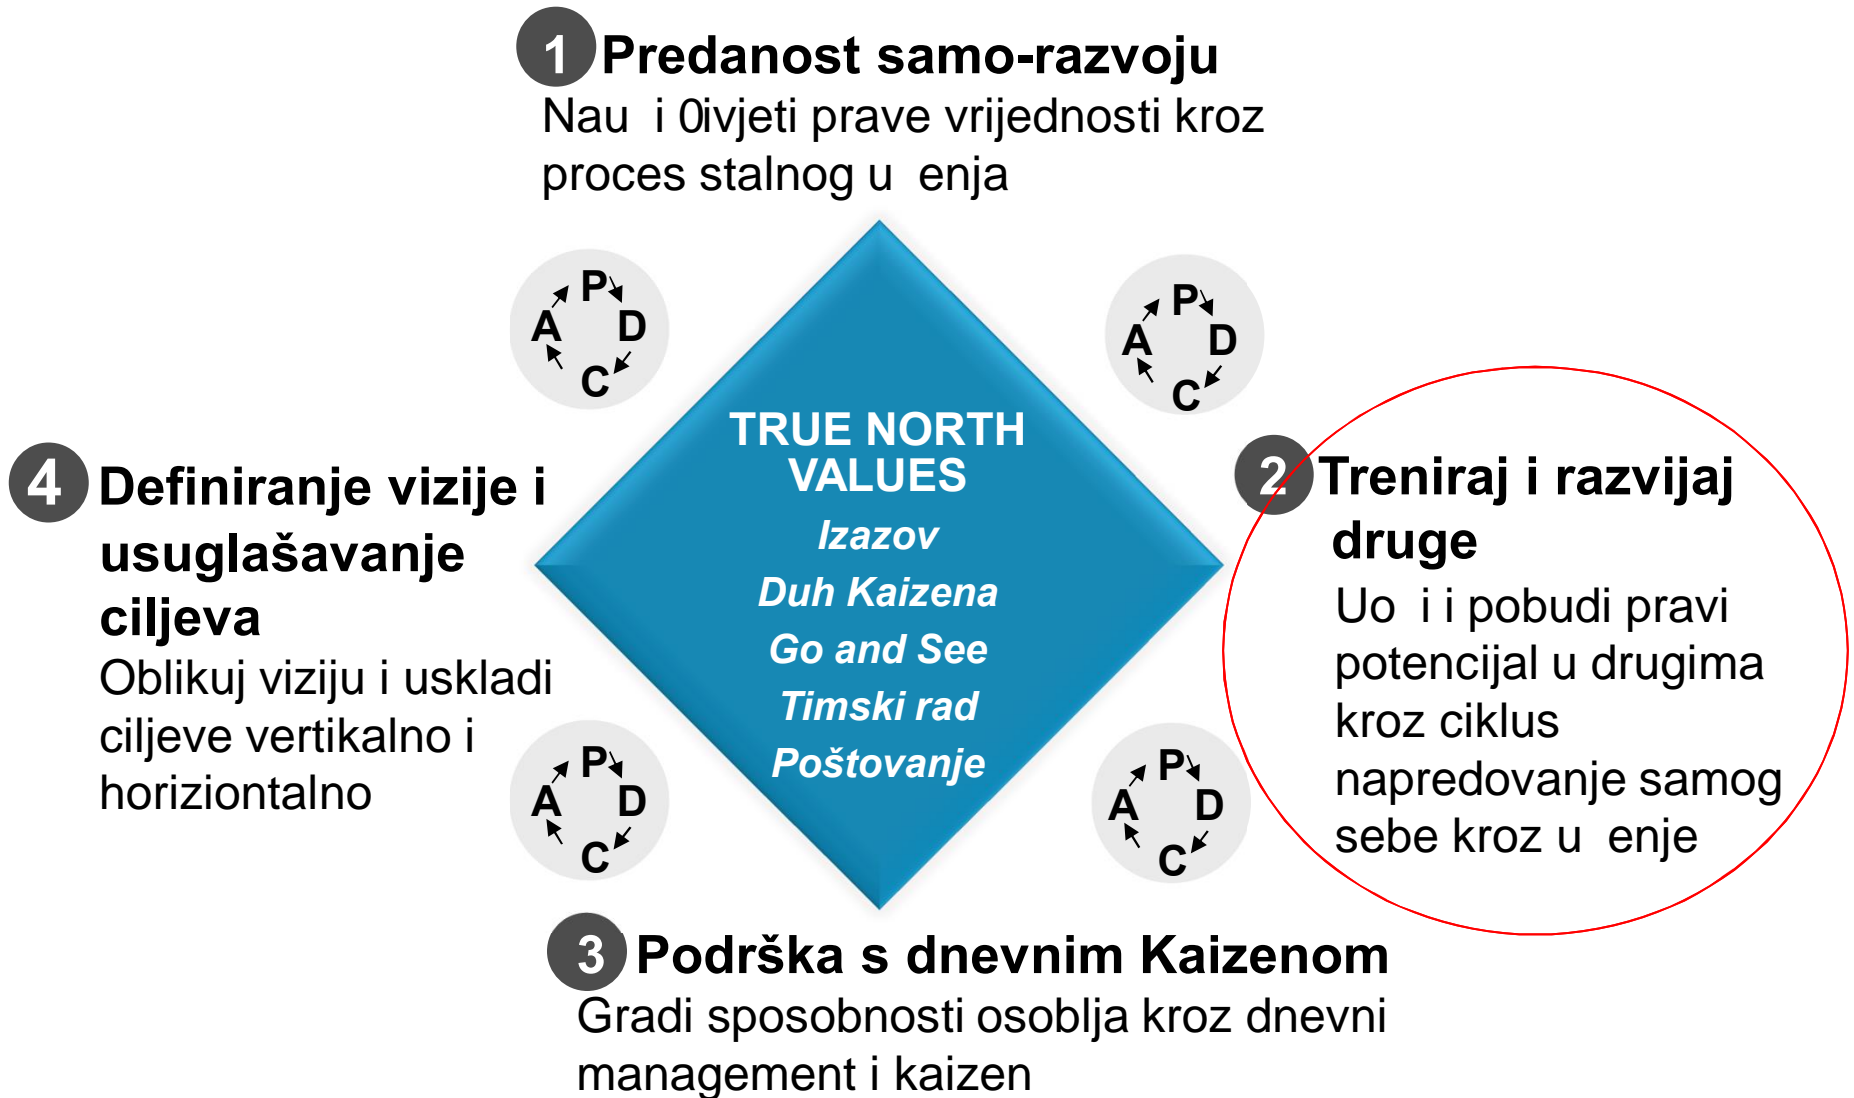 1 Predanost samo-razvoju
Nau i 0ivjeti prave vrijednosti kroz
proces stalnog u enja
P
A D
C
P
A D
C
TRUE NORTH
VALUES
Izazov
Duh Kaizena
Go and See
Timski rad
Poštovanje
2 Treniraj i razvijaj
druge
Uo i i pobudi pravi
potencijal u drugima
kroz ciklus
napredovanje samog
sebe kroz u enje
4 Definiranje vizije i
usuglašavanje
ciljeva
Oblikuj viziju i uskladi
ciljeve vertikalno i
horiziontalno
P
A D
C
P
A D
C
3 Podrška s dnevnim Kaizenom
Gradi sposobnosti osoblja kroz dnevni
management i kaizen